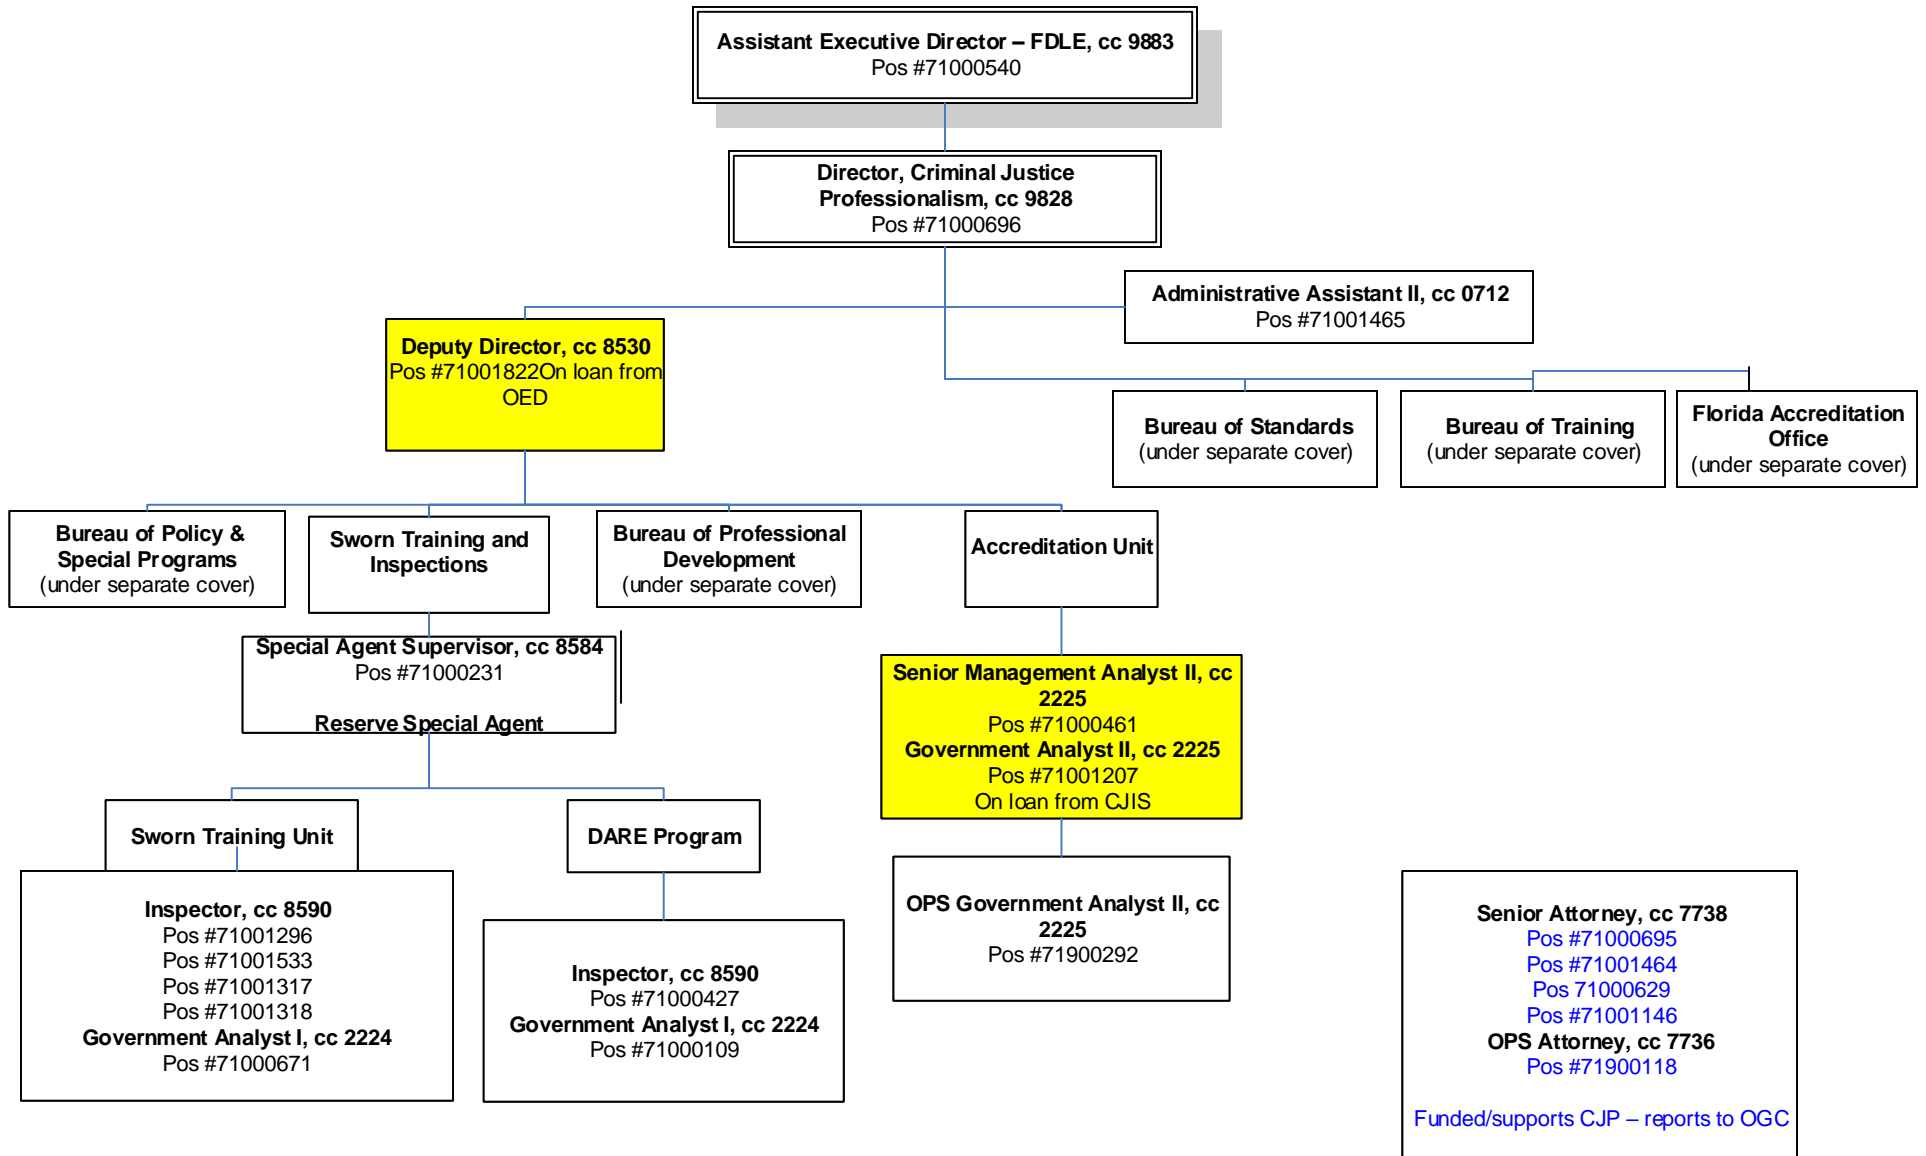 Assistant Executive Director – FDLE, cc 9883
Pos #71000540
Director, Criminal Justice
Professionalism, cc 9828
Pos #71000696
Administrative Assistant II, cc 0712
Pos #71001465
Deputy Director, cc 8530
Pos #71001822On loan from
OED
Bureau of Standards
(under separate cover)
Bureau of Training
(under separate cover)
Florida Accreditation
Office
(under separate cover)
Bureau of Policy &
Special Programs
(under separate cover)
Sworn Training and
Inspections
Bureau of Professional
Development
(under separate cover)
Accreditation Unit
Special Agent Supervisor, cc 8584
Pos #71000231
Reserve Special Agent
Senior Management Analyst II, cc
2225
Pos #71000461
Government Analyst II, cc 2225
Pos #71001207
On loan from CJIS
Sworn Training Unit
DARE Program
Inspector, cc 8590
Pos #71001296
Pos #71001533
Pos #71001317
Pos #71001318
Government Analyst I, cc 2224
Pos #71000671
Inspector, cc 8590
Pos #71000427
Government Analyst I, cc 2224
Pos #71000109
OPS Government Analyst II, cc
2225
Pos #71900292
Senior Attorney, cc 7738
Pos #71000695
Pos #71001464
Pos 71000629
Pos #71001146
OPS Attorney, cc 7736
Pos #71900118
Funded/supports CJP – reports to OGC